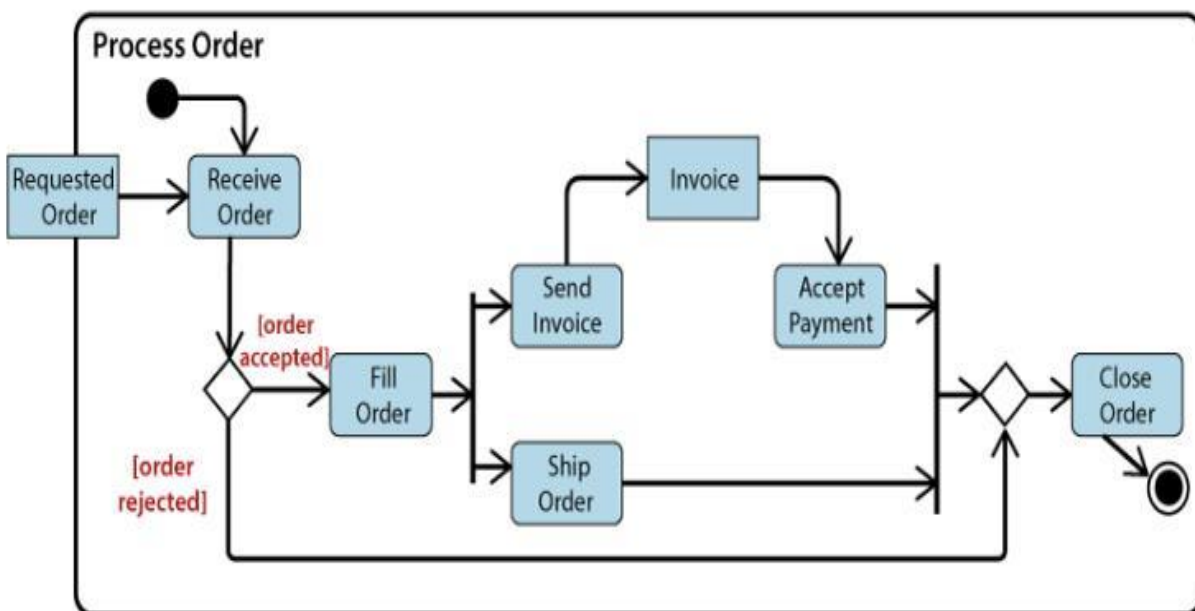 Process Order
Requested
Order
Receive
Order
Invoice
Send
Invoice
Accept
Payment
[order
accepted]
Fill
Order
Close
Order
[order
rejected]
Ship
Order